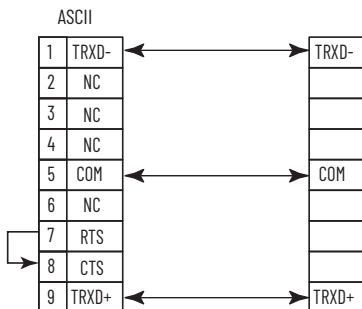 ASCII
1 TRXD- TRXD-
2 NC
3 NC
4 NC
5 COM COM
6 NC
7 RTS
8 CTS
9 TRXD+ TRXD+